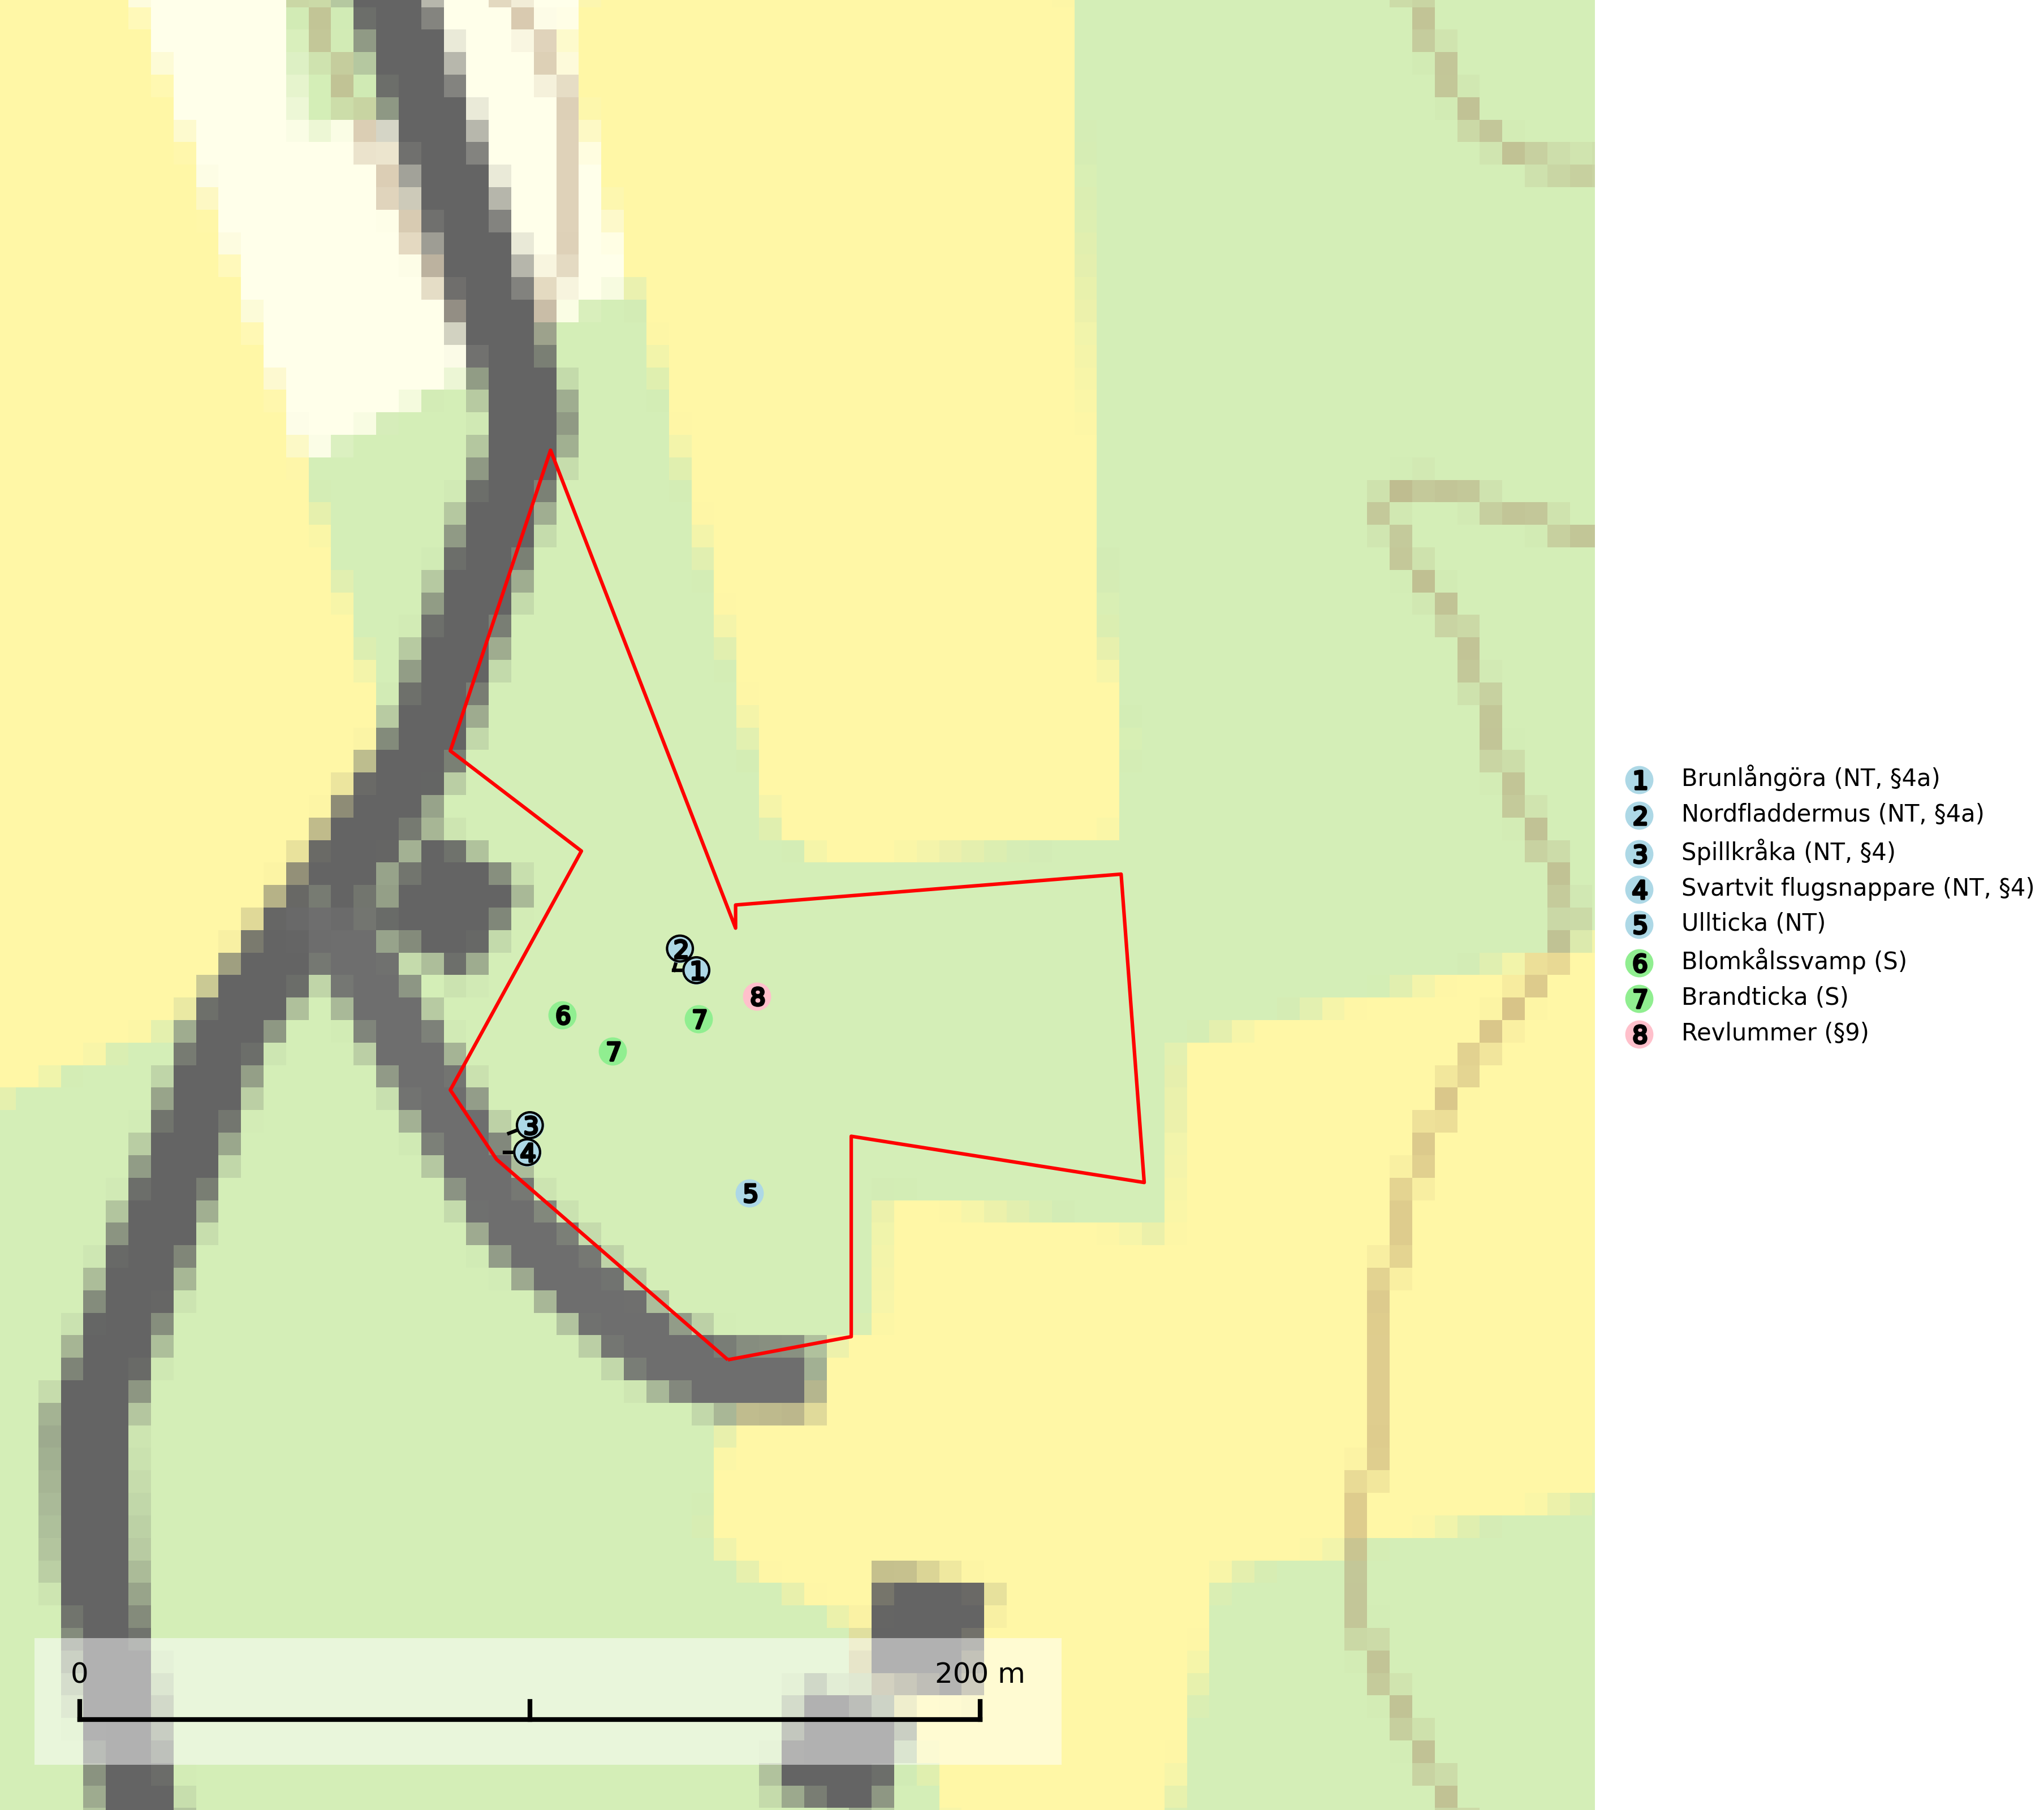 2
1
8
6
7
7
3
4
5
0 200 m
1 Brunlångöra (NT, §4a)
2 Nordfladdermus (NT, §4a)
3 Spillkråka (NT, §4)
4 Svartvit flugsnappare (NT, §4)
5 Ullticka (NT)
6 Blomkålssvamp (S)
7 Brandticka (S)
8 Revlummer (§9)